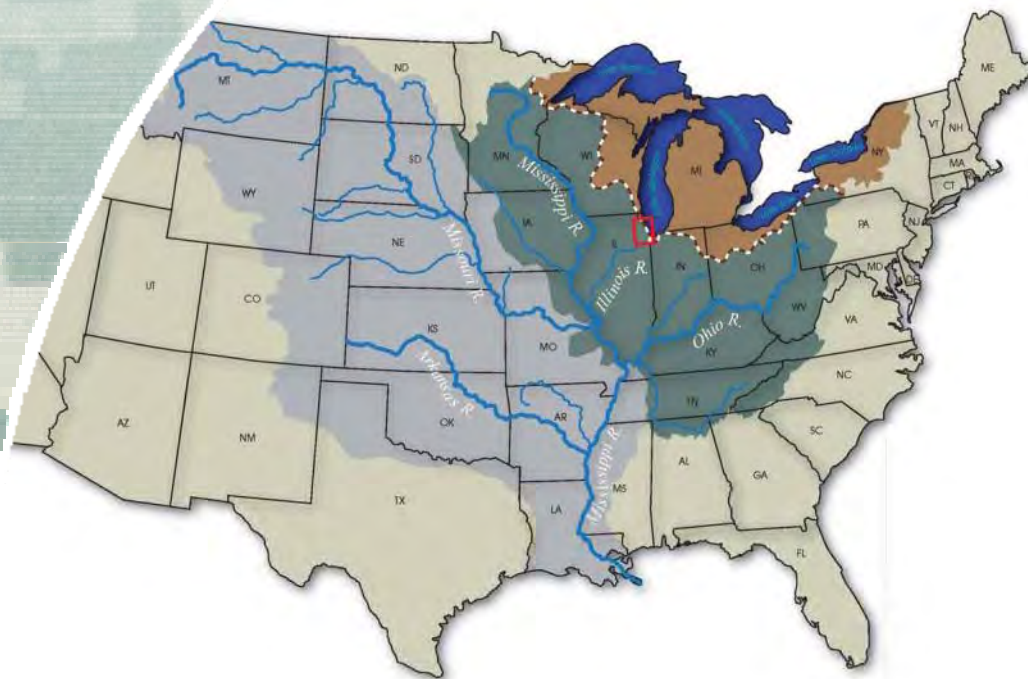 ME
ND
MT
VT
NH
NY
MN
WI
MA
SD
MI
CT
WY
Mississippi R.
PA
NJ
IA
NE
Missouri R.
IL
IN
OH
MD
DE
UT
CO
Illinois R.
WV
VA
KS
Ohio R.
MO
KY
Arkansas R.
NC
TN
OK
AR
AZ
NM
SC
Mississippi R.
MS
AL
GA
TX
LA
FL